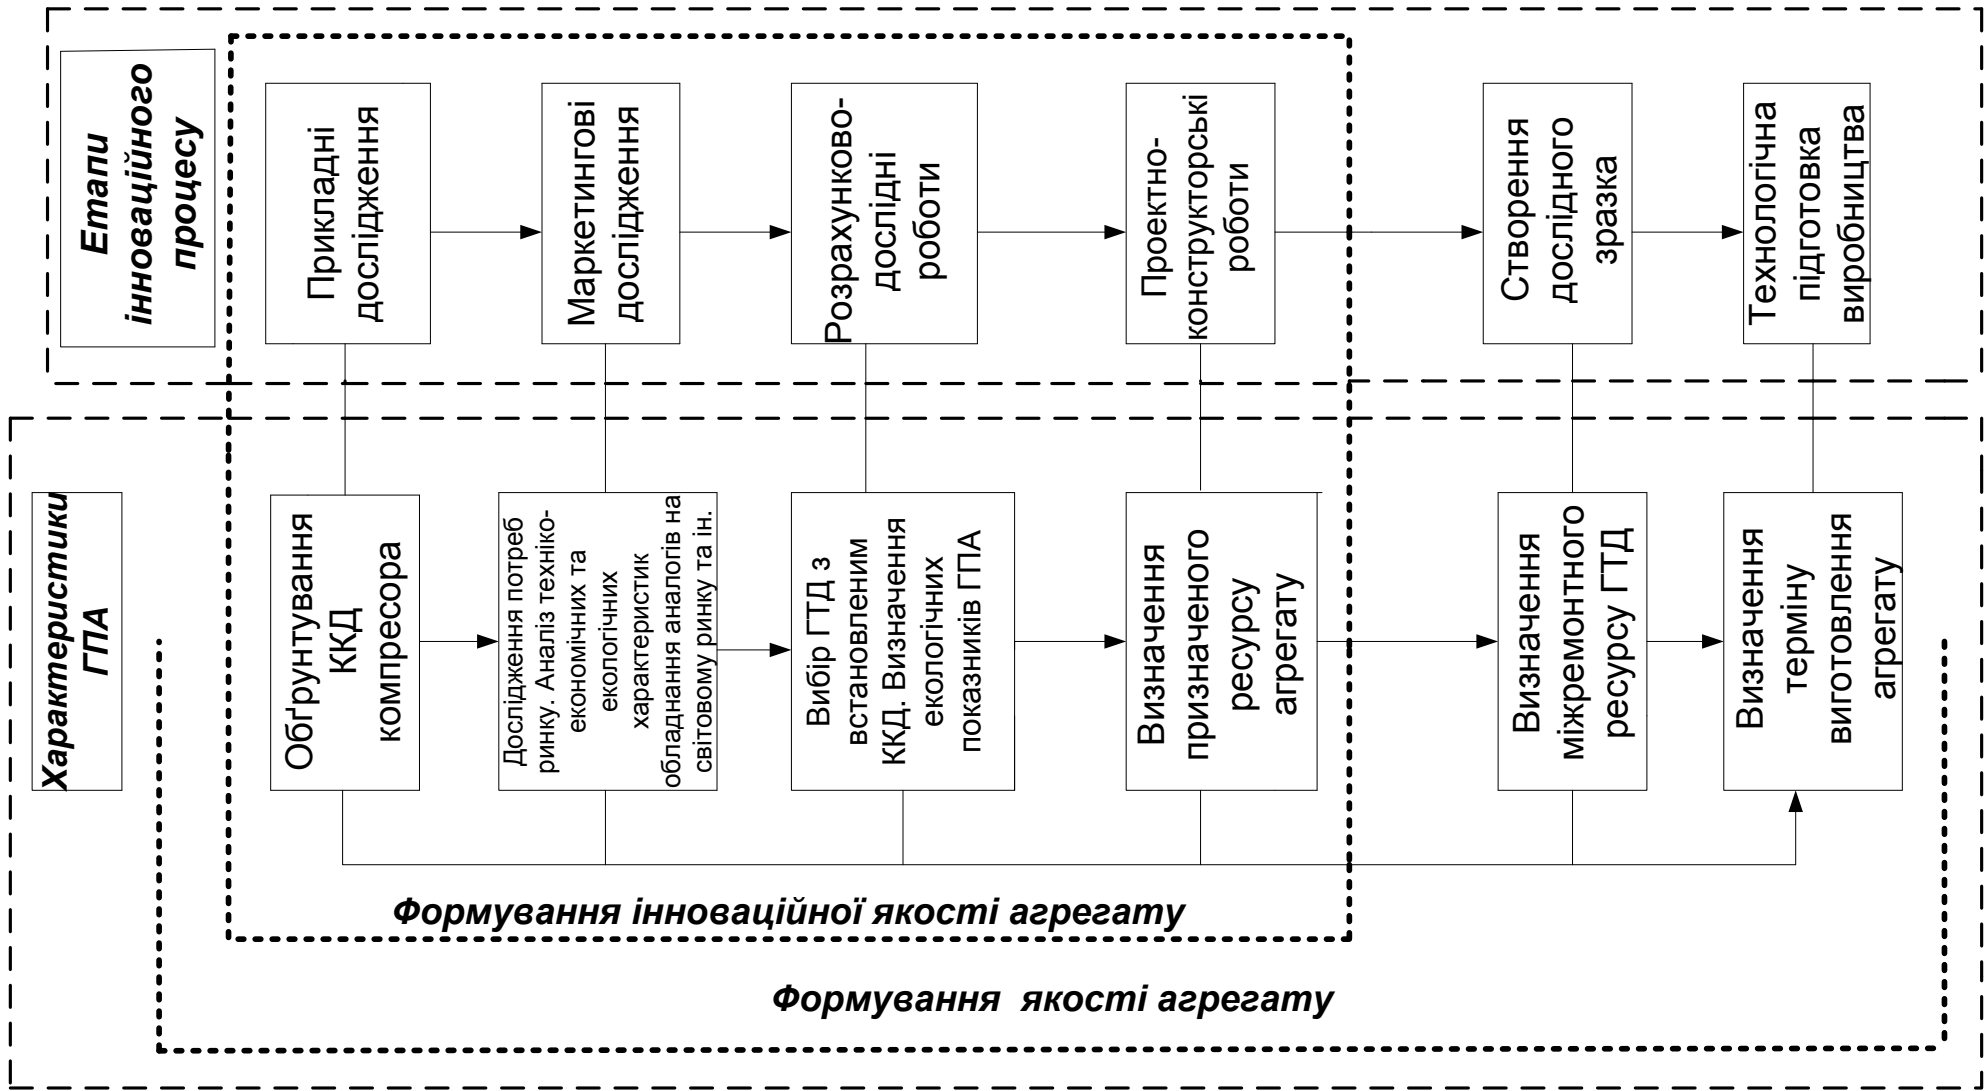 Етапи
інноваційного
процесу
Прикладні
дослідження
Маркетингові
дослідження
Розрахунково-
дослідні
роботи
Проектно-
конструкторські
роботи
Створення
дослідного
зразка
Технологічна
підготовка
виробництва
Характеристики
ГПА
Обґрунтування
ККД
компресора
Дослідження потреб
ринку. Аналіз техніко-
економічних та
екологічних
характеристик
обладнання аналогів на
світовому ринку та ін.
Вибір ГТД з
встановленим
ККД. Визначення
екологічних
показників ГПА
Визначення
призначеного
ресурсу
агрегату
Визначення
міжремонтного
ресурсу ГТД
Визначення
терміну
виготовлення
агрегату
Формування інноваційної якості агрегату
Формування якості агрегату